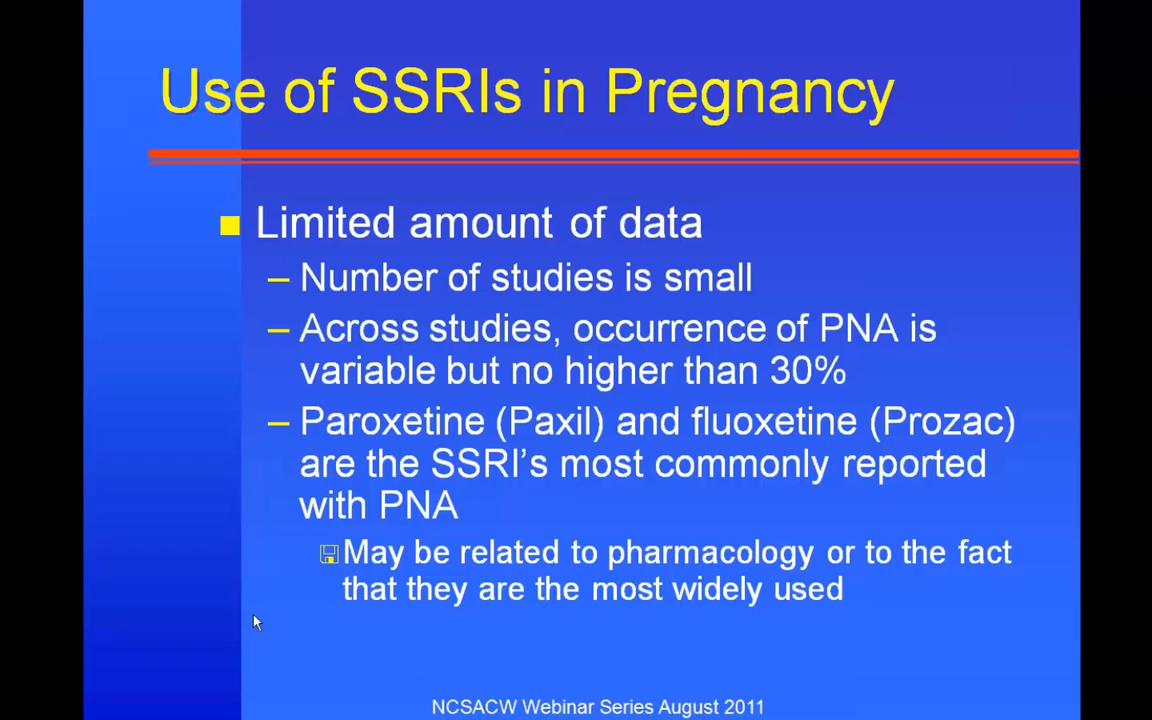 Use of SSRIs in Pregnancy
Limited amount of data
– Number of studies is small
– Across studies, occurrence of PNA is
variable but no higher than 30%
– Paroxetine (Paxil) and fluoxetine (Prozac)
are the SSRI's most commonly reported
with PNA
May be related to pharmacology or to the fact
that they are the most widely used
NCSACW Webinar Series August 2011